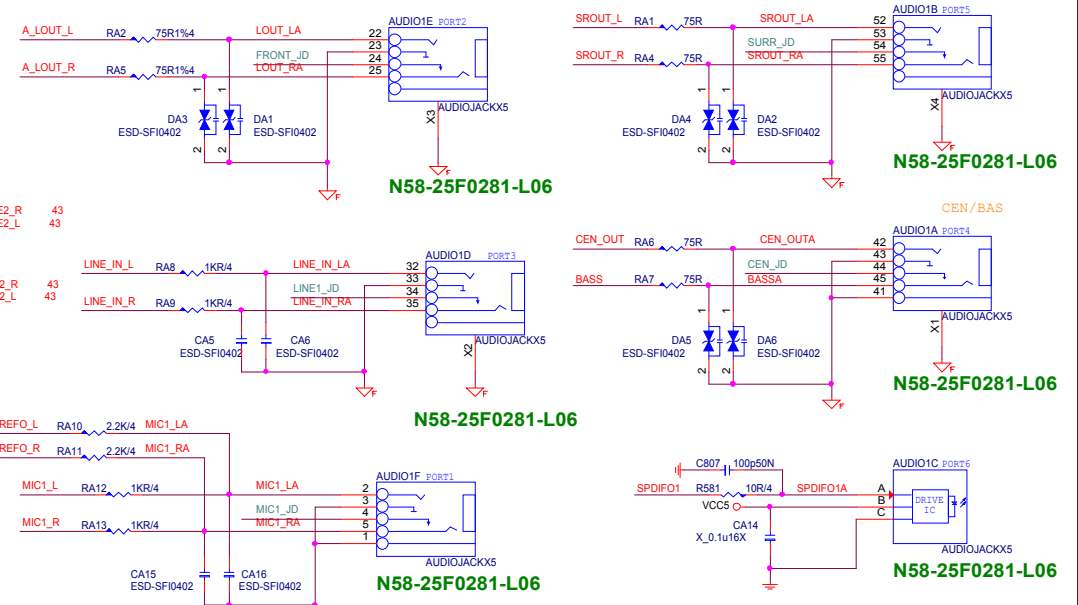 A_LOUT_L RA2 75R1%4 LOUT_LA
A_LOUT_R RA5 75R1%4 LOUT_RA
FRONT_JD
22
23
24
25
AUDIO1E PORT2
AUDIOJACKX5
X3
1 1
DA3
ESD-SFI0402
DA1
ESD-SFI0402
2 2
F
F
N58-25F0281-L06
SROUT_L RA1 75R SROUT_LA
SROUT_R RA4 75R SROUT_RA
SURR_JD
52
53
54
55
AUDIO1B PORT5
AUDIOJACKX5
X4
1 1
DA4
ESD-SFI0402
DA2
ESD-SFI0402
2 2
F
F
N58-25F0281-L06
E2_R 43
E2_L 43
2_R 43
2_L 43
LINE_IN_L RA8 1KR/4 LINE_IN_LA
LINE1_JD
LINE_IN_R RA9 1KR/4 LINE_IN_RA
32
33
34
35
AUDIO1D PORT3
AUDIOJACKX5
X2
CA5
ESD-SFI0402
CA6
ESD-SFI0402
F
F
N58-25F0281-L06
CEN/BAS
CEN_OUT RA6 75R CEN_OUTA
CEN_JD
BASS RA7 75R BASSA
42
43
44
45
41
AUDIO1A PORT4
AUDIOJACKX5
X1
1 1
DA5
ESD-SFI0402
DA6
ESD-SFI0402
2 2
F
F
N58-25F0281-L06
REFO_L RA10 2.2K/4 MIC1_LA
REFO_R RA11 2.2K/4 MIC1_RA
MIC1_L RA12 1KR/4 MIC1_LA
MIC1_JD
MIC1_R RA13 1KR/4 MIC1_RA
2
3
4
5
1
AUDIO1F PORT1
AUDIOJACKX5
CA15
ESD-SFI0402
CA16
ESD-SFI0402
N58-25F0281-L06
C807 100p50N
SPDIFO1 R581 10R/4 SPDIFO1A
VCC5
CA14
X_0.1u16X
A
B
C
AUDIO1C PORT6
DRIVE
IC
AUDIOJACKX5
N58-25F0281-L06